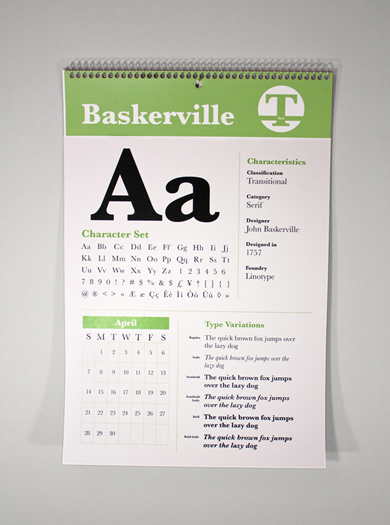 Baskerville
T
Aa
Characteristics
Classification
Transitional
Category
Serif
Designer
John Baskerville
Designed in
1757
Foundry
Linotype
Character Set
Aa Bb Cc Dd Ee Ff Gg Hh Ii Jj
Kk Ll Mm Nn Oo Pp Qq Rr Ss Tt
Uu Vv Ww Xx Yy Zz 1 2 3 4 5 6
7 8 9 0 ! ? # $ % & $ £ ¥ † [ ] { }
@ ® < > « Æ æ Çç Êè Ìì Òô Úû ◊ »
April
S M T W T F S
1 2 3 4 5 6
7 8 9 10 11 12 13
14 15 16 17 18 19 20
21 22 23 24 25 26 27
28 29 30
Type Variations
Regular
The quick brown fox jumps over
the lazy dog
Italic
The quick brown fox jumps over the
lazy dog
Semibold
The quick brown fox jumps
over the lazy dog
Semibold
Italic
The quick brown fox jumps
over the lazy dog
Bold
The quick brown fox jumps
over the lazy dog
Bold Italic
The quick brown fox jumps
over the lazy dog